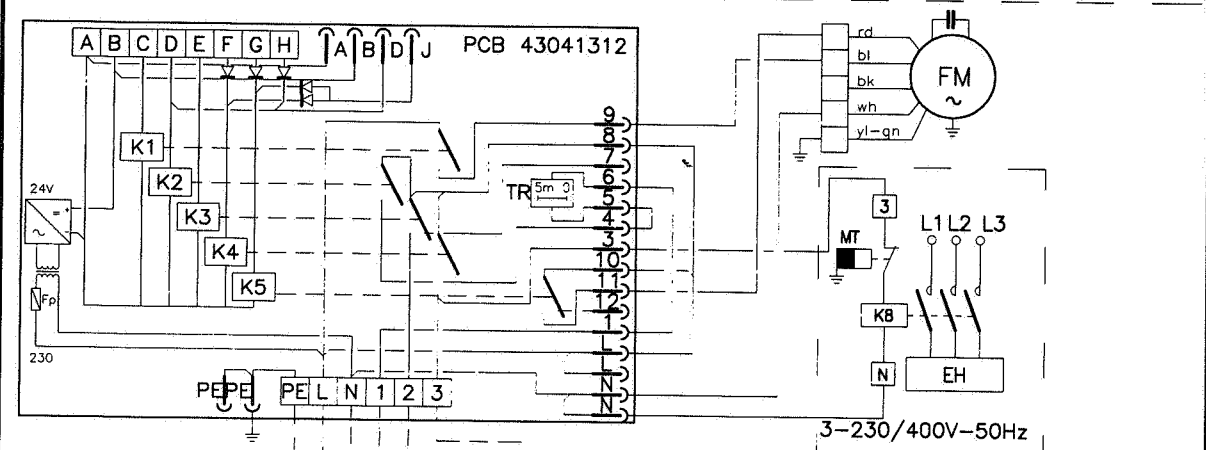 A B C D E F G H A B D J PCB 43041312
rd
bl
bk
wh
yl-gn
FM
~
K1
K2
K3
K4
K5
24V
=
+
-
~
Fp
230
TR
5m
9
8
7
6
5
4
3
10
11
12
1
L
L
N
N
PE PE PE L N 1 2 3
3
MT
L1 L2 L3
K8
N
EH
3-230/400V-50Hz